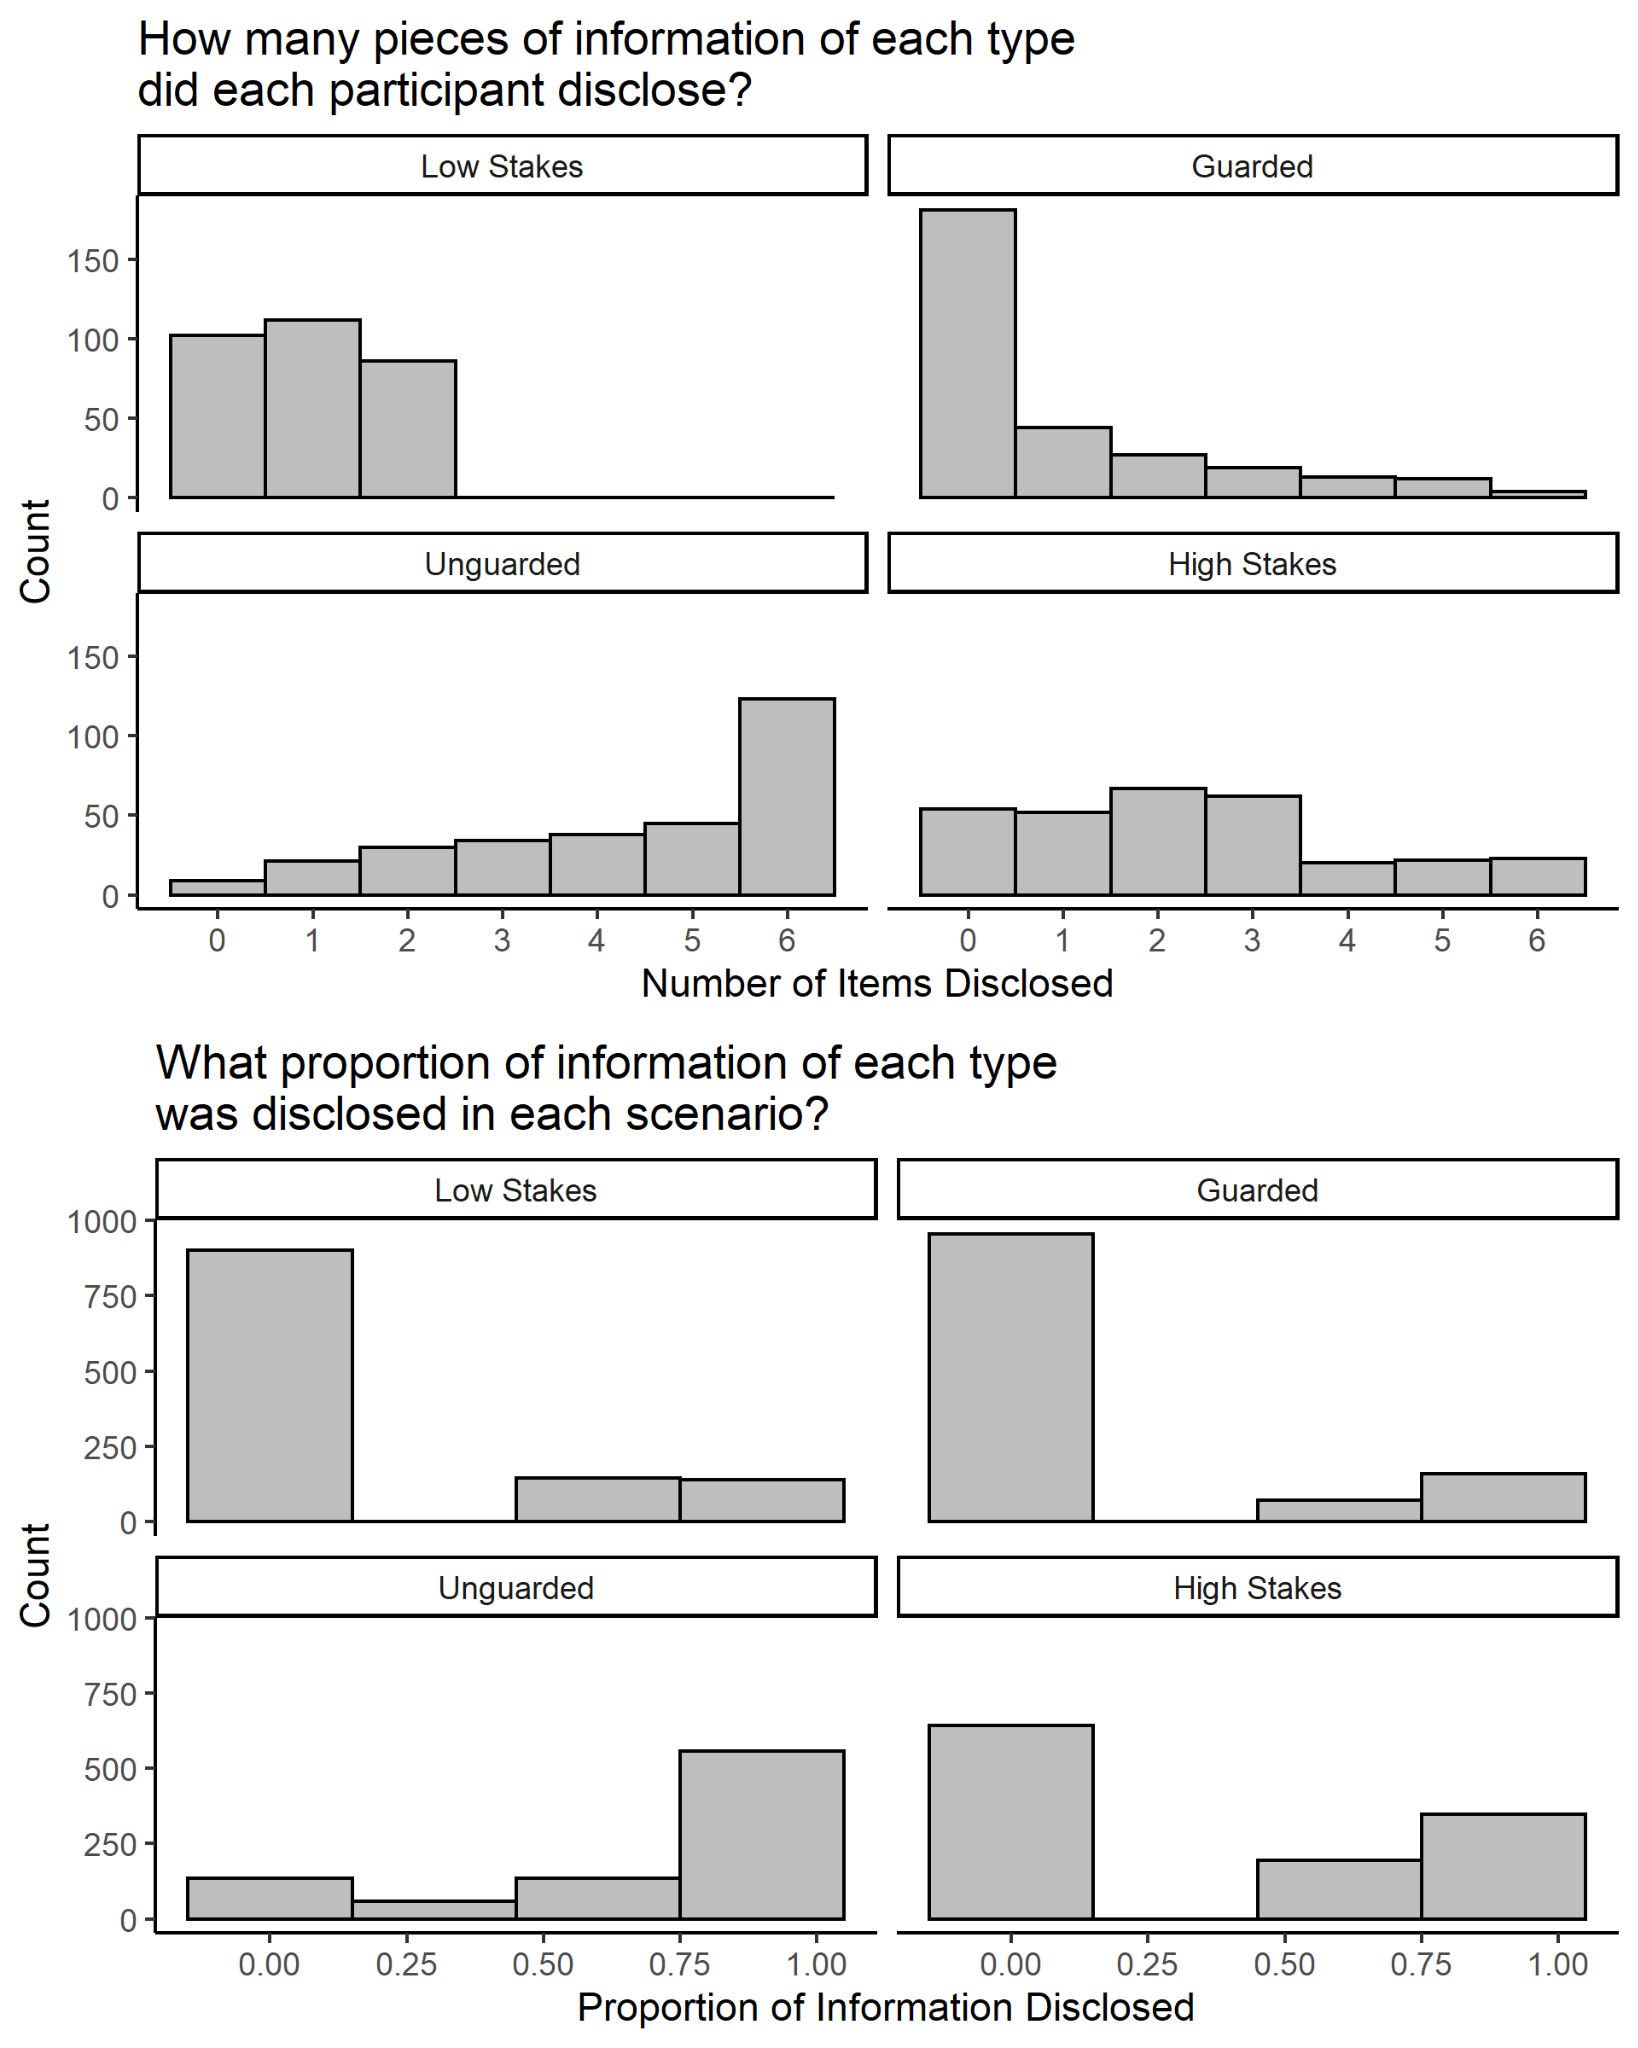 How many pieces of information of each type
did each participant disclose?
Low Stakes
Guarded
150
100
50
0
Unguarded
High Stakes
150
100
50
0
Count
0 1 2 3 4 5 6
0 1 2 3 4 5 6
Number of Items Disclosed
What proportion of information of each type
was disclosed in each scenario?
Low Stakes
Guarded
1000
750
500
250
0
Unguarded
High Stakes
1000
750
500
250
0
Count
0.00 0.25 0.50 0.75 1.00
0.00 0.25 0.50 0.75 1.00
Proportion of Information Disclosed